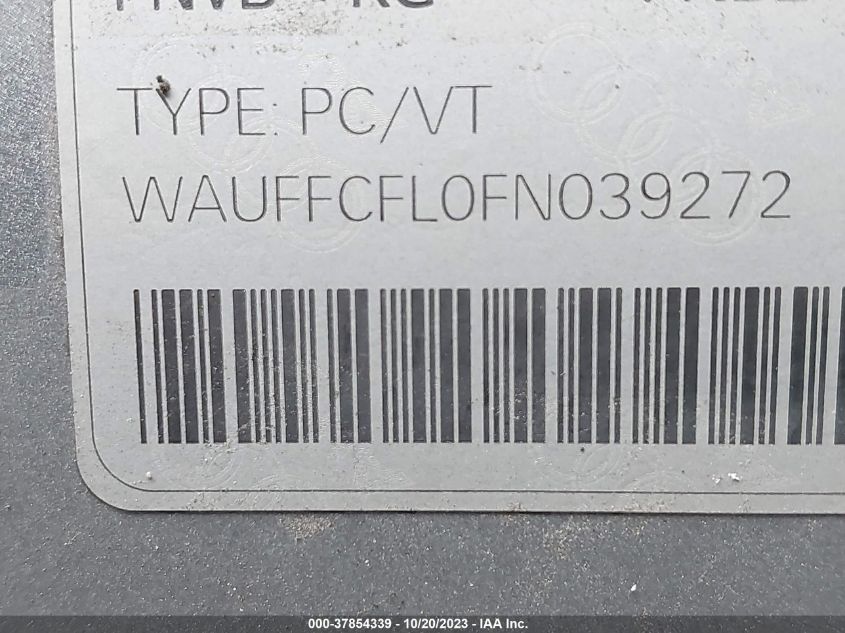 TYPE: PC/VT
WAUFFCFL0FN039272
000-37854339 - 10/20/2023 - IAA Inc.